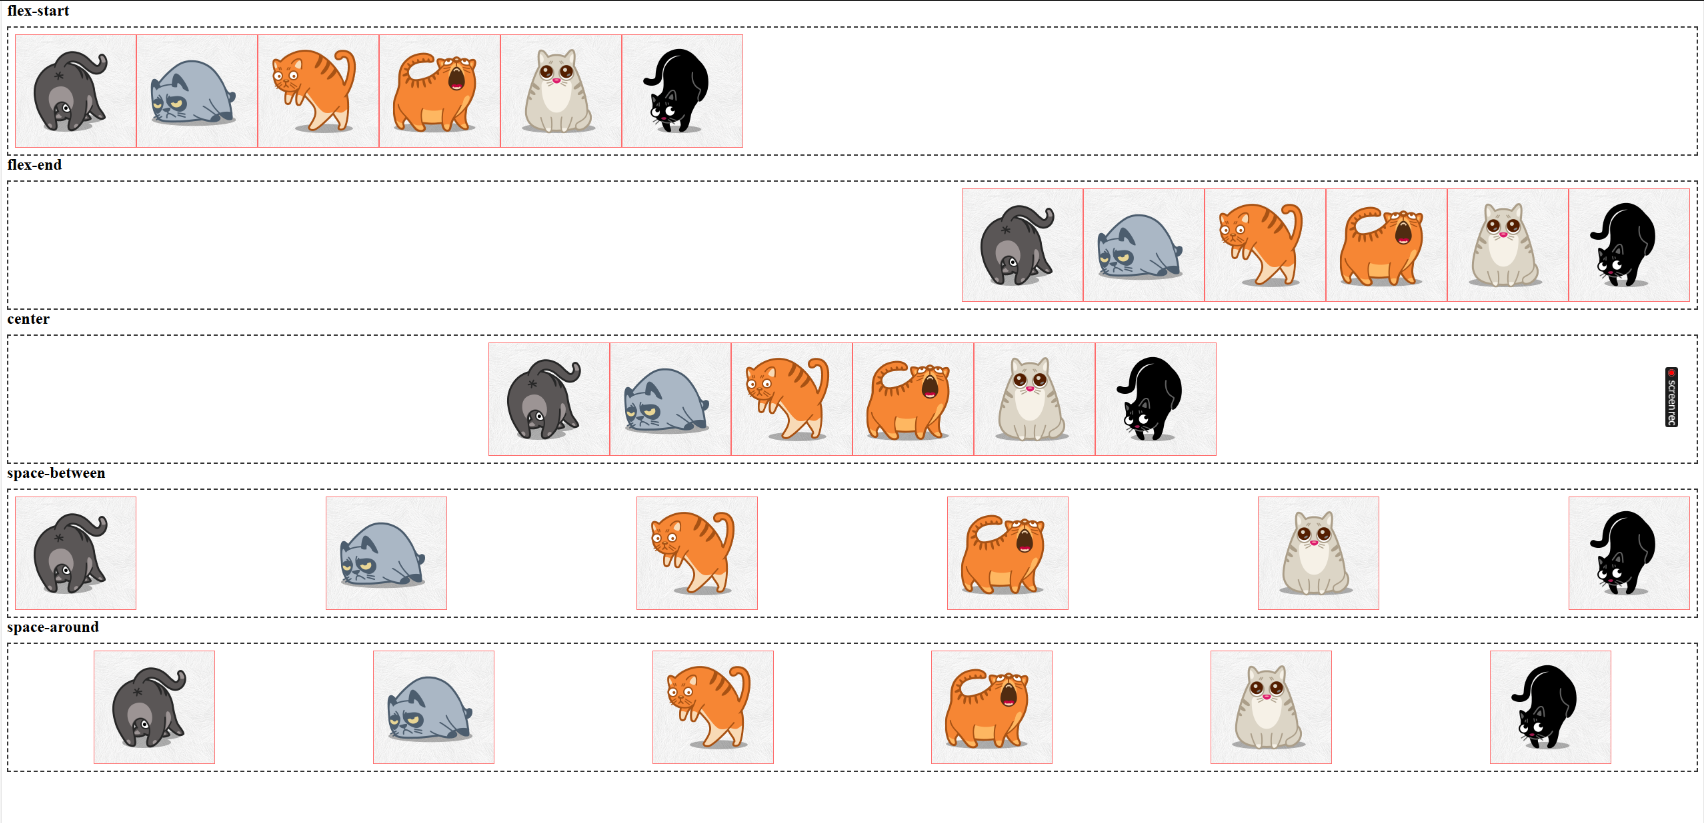 flex-start
flex-end
center
screenrec
space-between
space-around